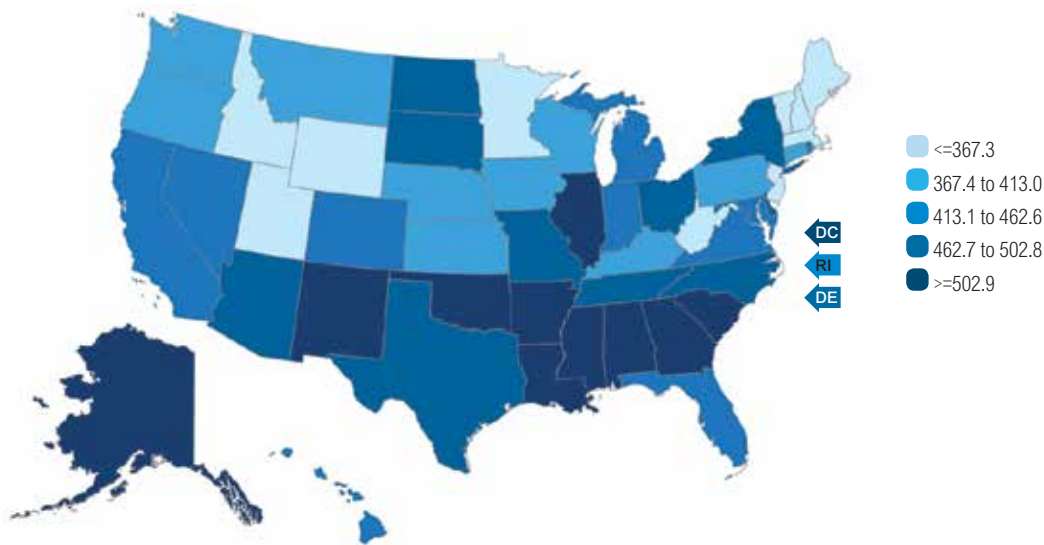 <=367.3
367.4 to 413.0
413.1 to 462.6
462.7 to 502.8
>=502.9
DC
RI
DE